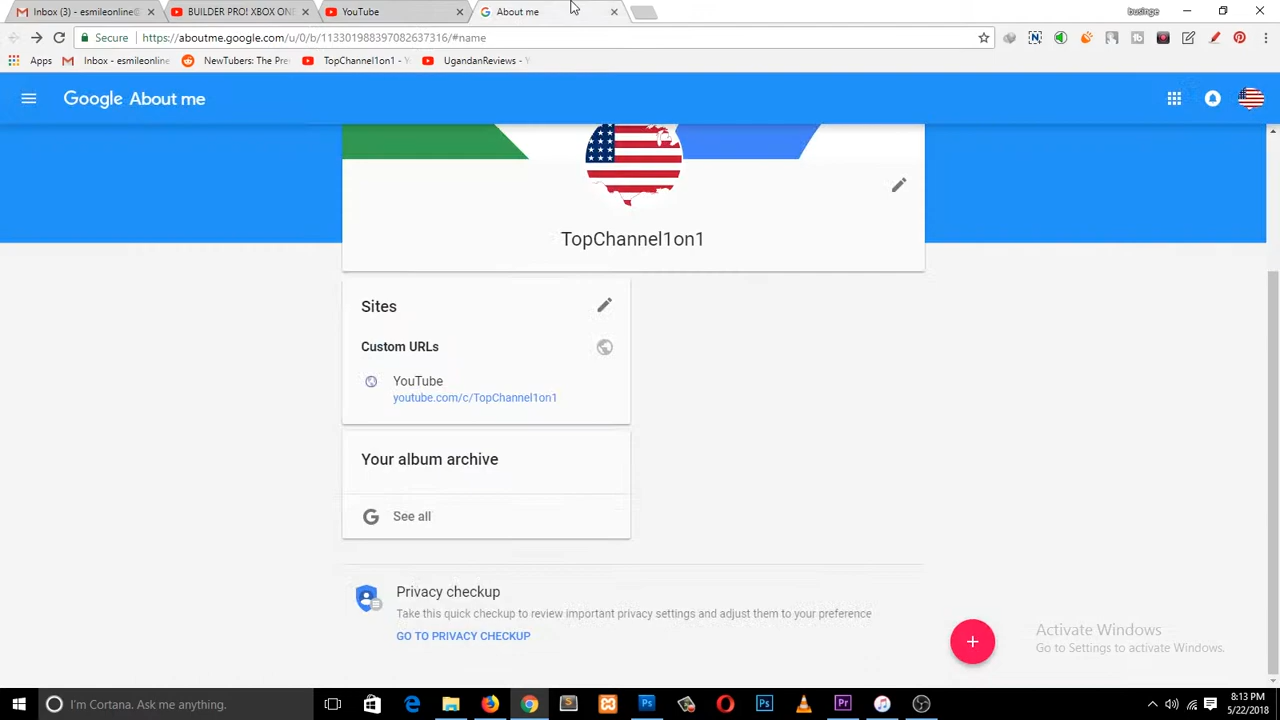 Inbox (3) - esmileonline@
BUILDER PRO! XBOX ONE
YouTube
About me
businge
Secure
https://aboutme.google.com/u/0/b/113301988397082637316/#name
Apps
Inbox - esmileonline
NewTubers: The Pre
TopChannel1on1 - Y
UgandanReviews - Y
Google About me
TopChannel1on1
Sites
Custom URLs
YouTube
youtube.com/c/TopChannel1on1
Your album archive
See all
Privacy checkup
Take this quick checkup to review important privacy settings and adjust them to your preference
GO TO PRIVACY CHECKUP
Activate Windows
Go to Settings to activate Windows.
I'm Cortana. Ask me anything.
8:13 PM
5/22/2018